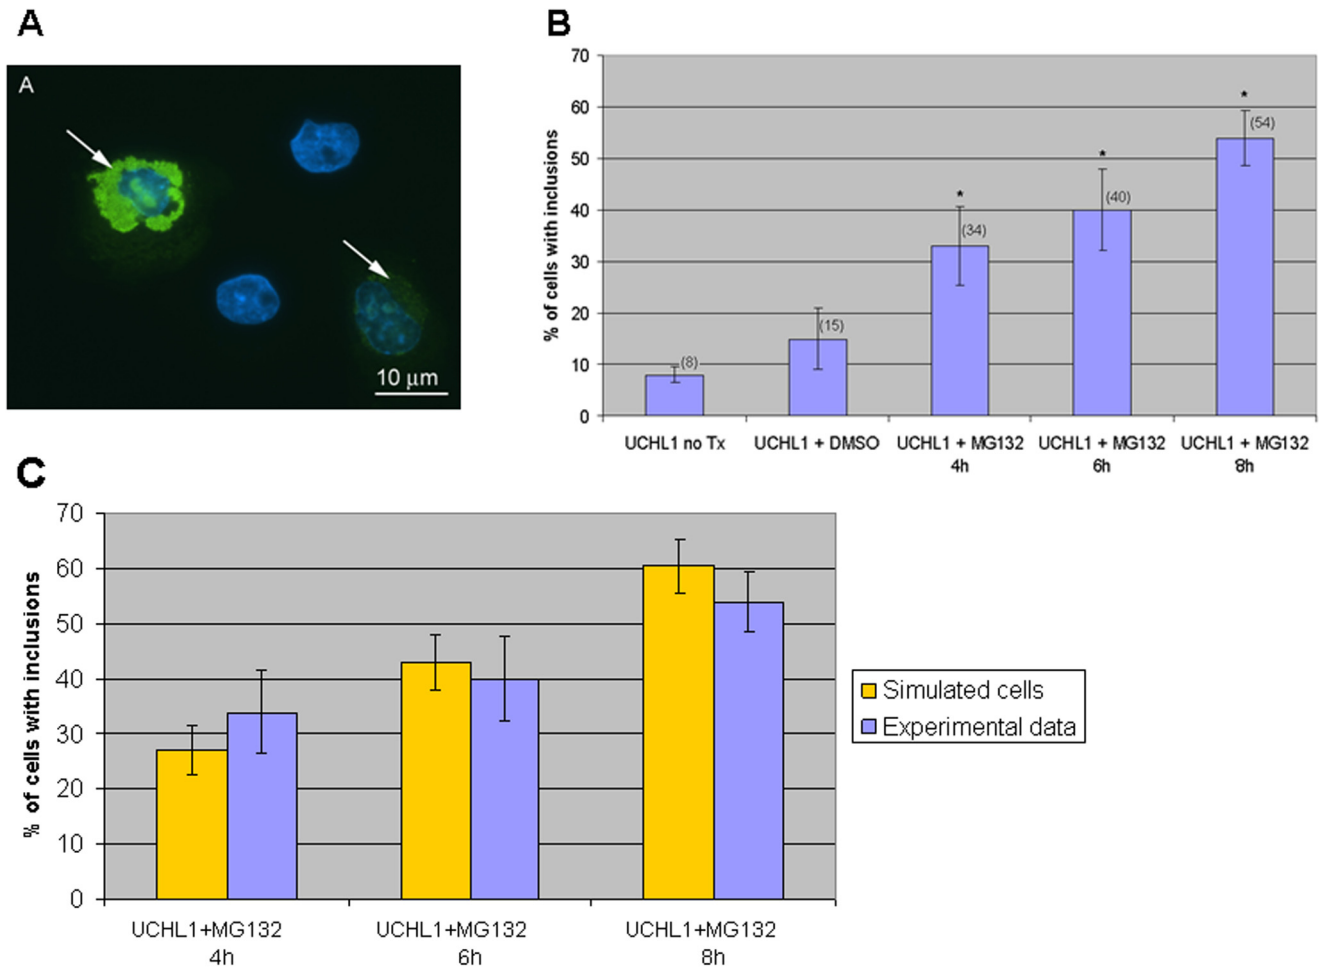 A
A
10 μm
B
% of cells with inclusions
70
60
50
40
30
20
10
0
(8)
(15)
*
(34)
*
(40)
*
(54)
UCHL1 no Tx
UCHL1 + DMSO
UCHL1 + MG132
4h
UCHL1 + MG132
6h
UCHL1 + MG132
8h
C
% of cells with inclusions
70
60
50
40
30
20
10
0
UCHL1+MG132
4h
UCHL1+MG132
6h
UCHL1+MG132
8h
Simulated cells
Experimental data